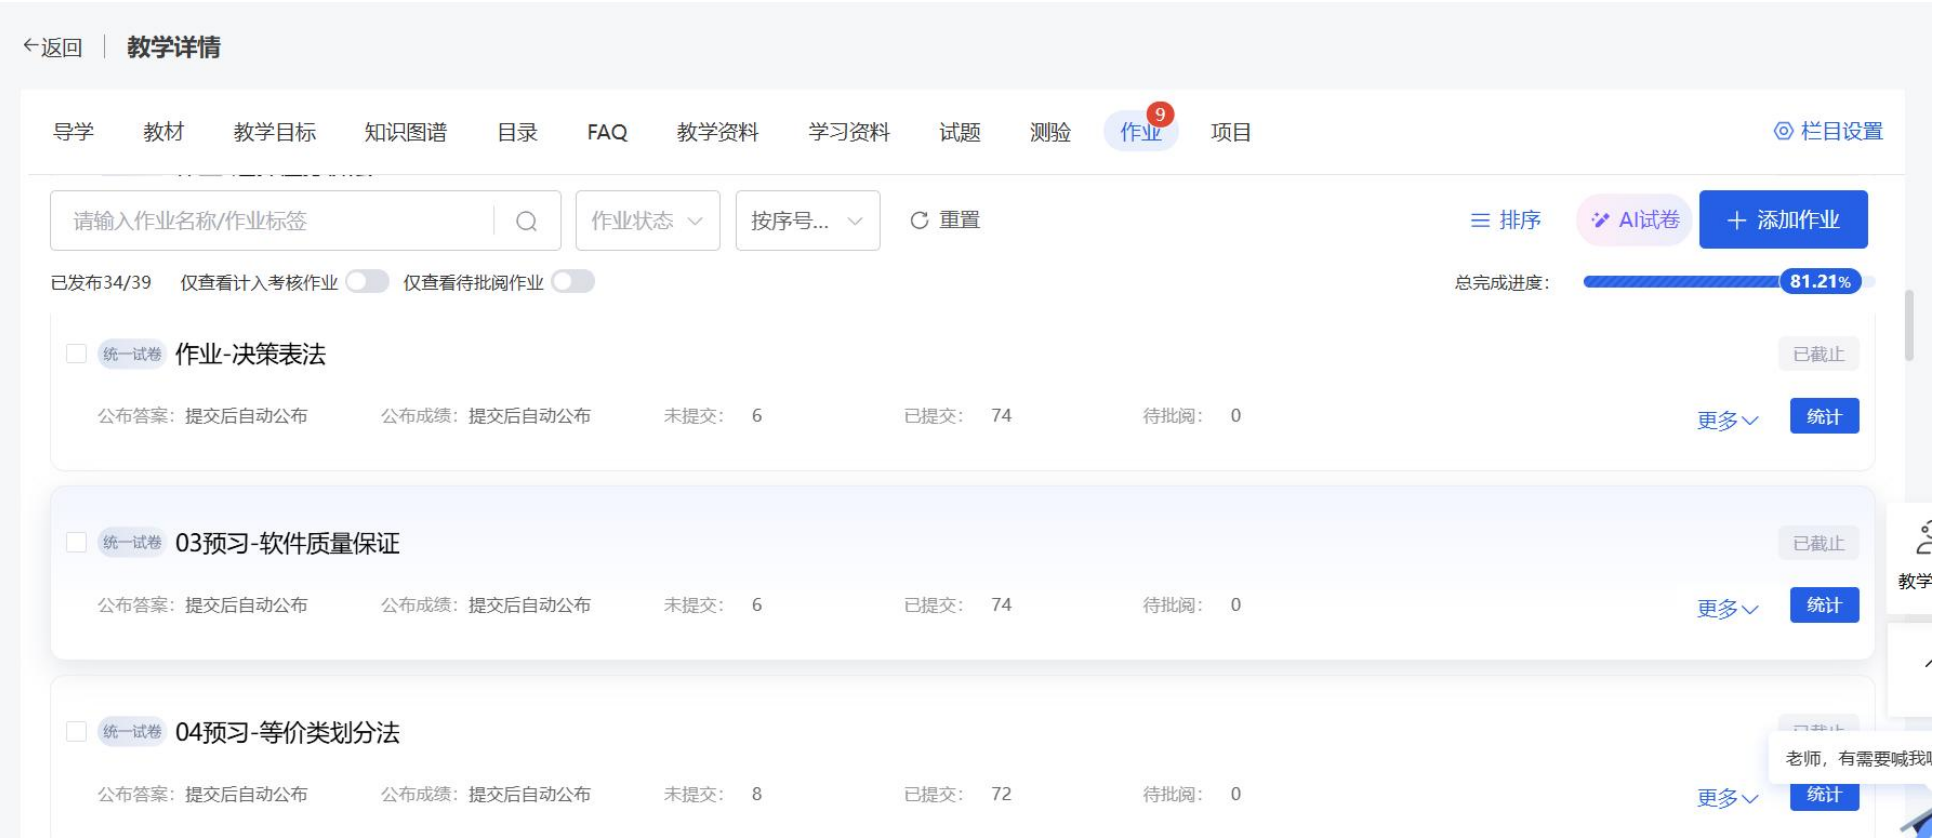 ←返回 教学详情
导学 教材 教学目标 知识图谱 目录 FAQ 教学资料 学习资料 试题 测验 作业 9 项目 栏目设置
请输入作业名称/作业标签 作业状态 按序号... 重置 排序 AI试卷 + 添加作业
已发布34/39 仅查看计入考核作业 仅查看待批阅作业 总完成进度: 81.21%
统一试卷 作业-决策表法 已截止
公布答案: 提交后自动公布 公布成绩: 提交后自动公布 未提交: 6 已提交: 74 待批阅: 0 更多 统计
统一试卷 03预习-软件质量保证 已截止
教学
公布答案: 提交后自动公布 公布成绩: 提交后自动公布 未提交: 6 已提交: 74 待批阅: 0 更多 统计
统一试卷 04预习-等价类划分法
老师，有需要喊我
公布答案: 提交后自动公布 公布成绩: 提交后自动公布 未提交: 8 已提交: 72 待批阅: 0 更多 统计